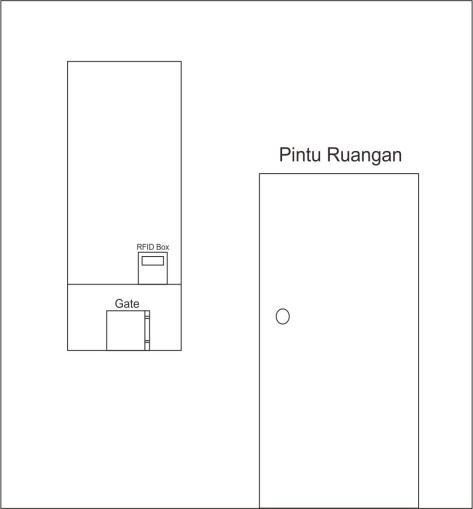 Pintu Ruangan
RFID Box
Gate